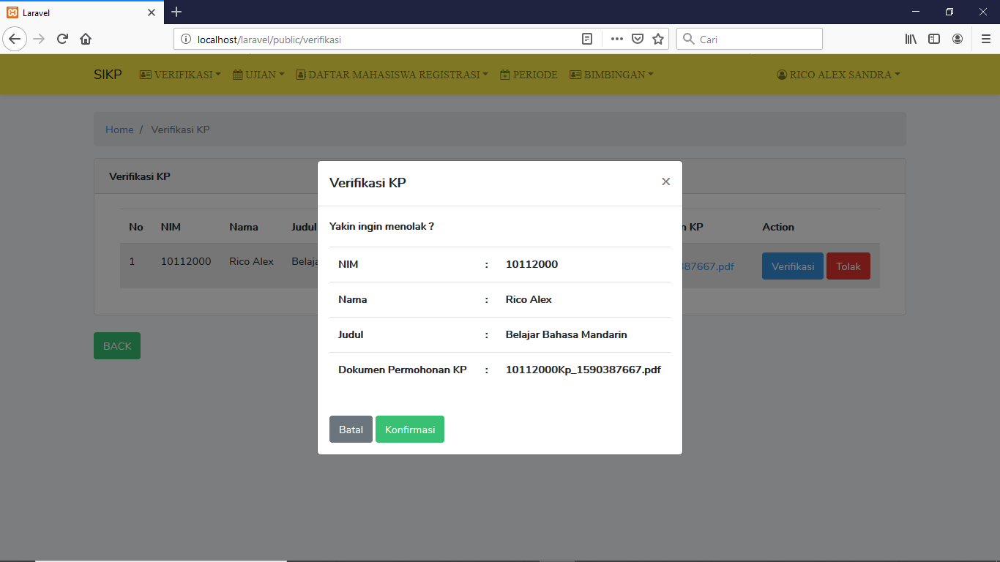 Laravel
localhost/laravel/public/verifikasi
Cari
SIKP VERIFIKASI UJIAN DAFTAR MAHASISWA REGISTRASI PERIODE BIMBINGAN RICO ALEX SANDRA
Home / Verifikasi KP
Verifikasi KP
No NIM Nama Judul KP Action
1 10112000 Rico Alex 387667.pdf Verifikasi Tolak
BACK
Verifikasi KP ×
Yakin ingin menolak ?
NIM : 10112000
Nama : Rico Alex
Judul : Belajar Bahasa Mandarin
Dokumen Permohonan KP : 10112000Kp_1590387667.pdf
Batal Konfirmasi